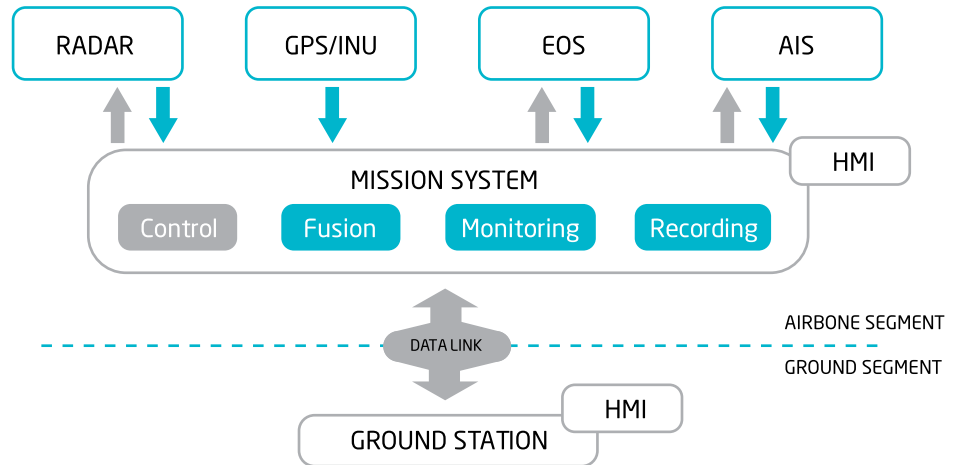 RADAR
GPS/INU
EOS
AIS
HMI
MISSION SYSTEM
Control
Fusion
Monitoring
Recording
AIRBONE SEGMENT
DATA LINK
GROUND SEGMENT
HMI
GROUND STATION